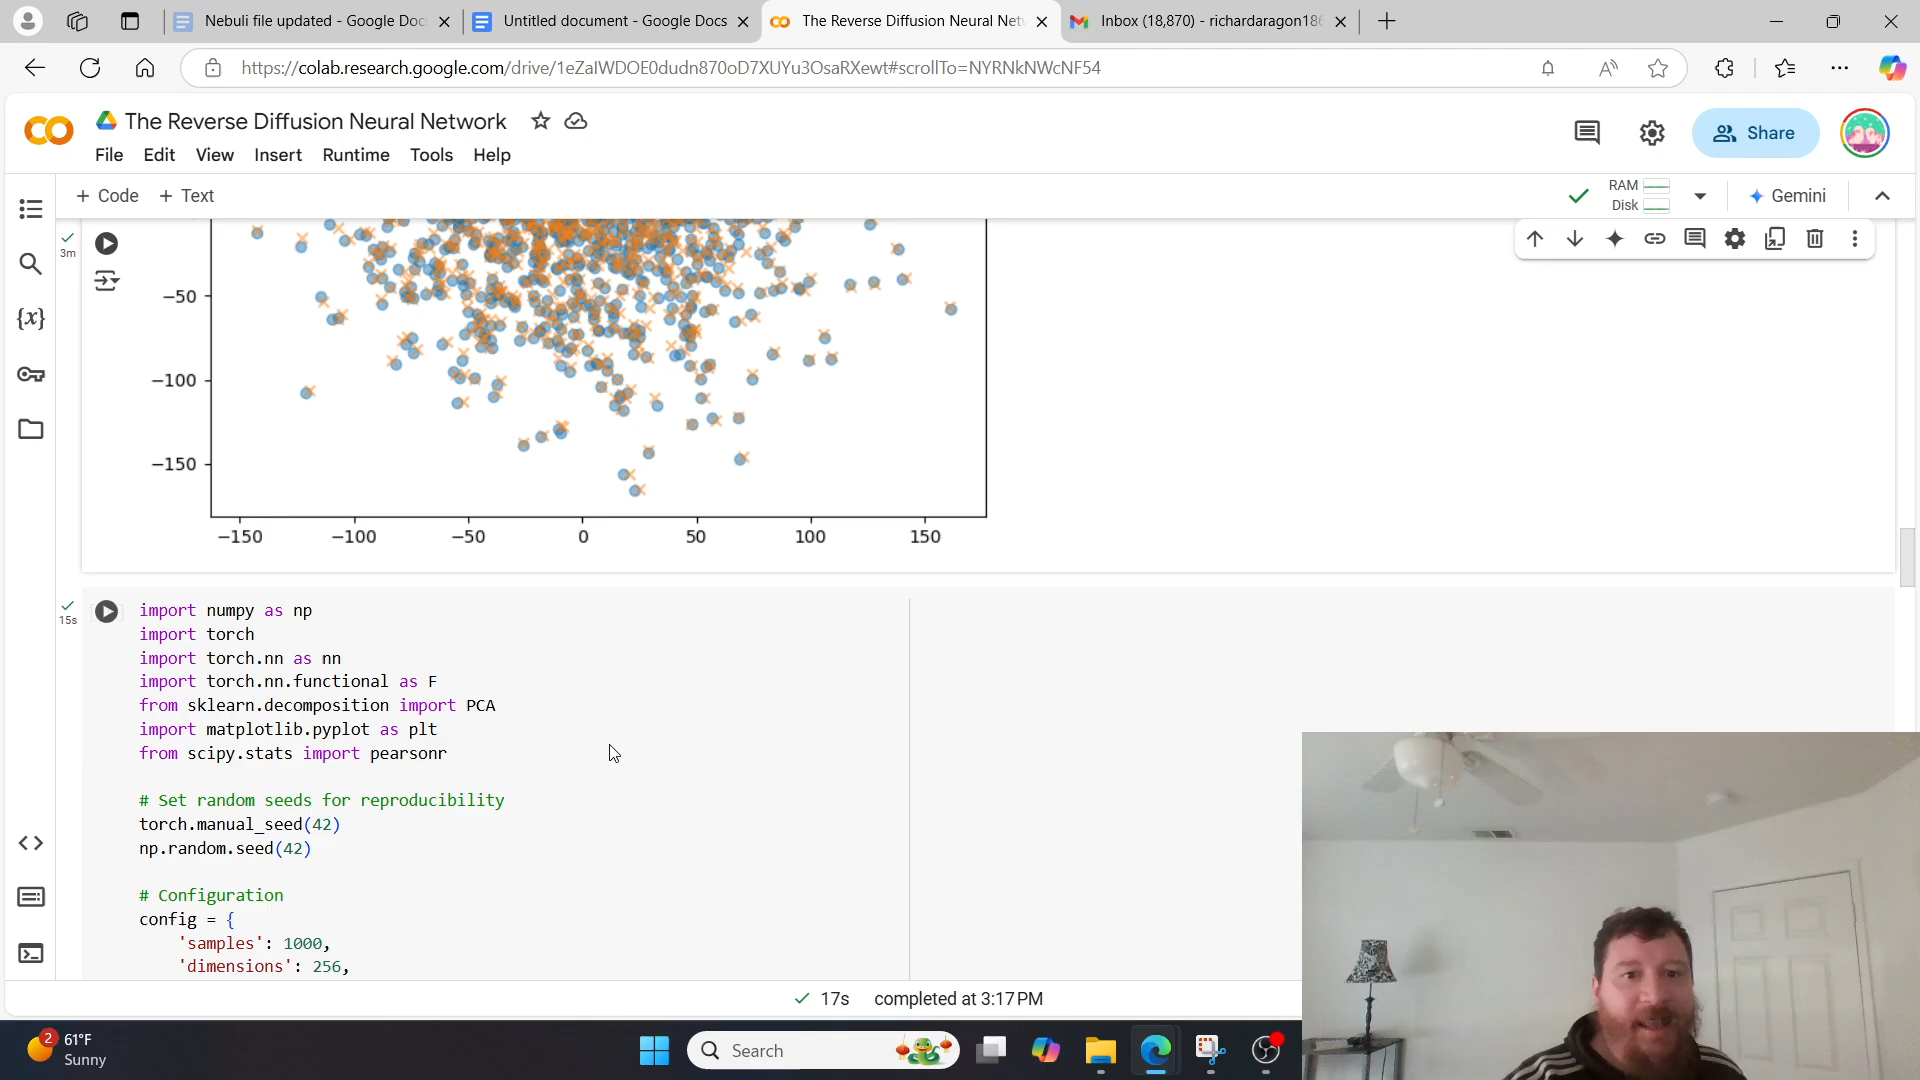 Nebuli file updated - Google Doc
Untitled document - Google Docs
The Reverse Diffusion Neural Net
Inbox (18,870) - richardaragon186
https://colab.research.google.com/drive/1eZaIWDOE0dudn870oD7XUYu3OsaRXewt#scrollTo=NYRNkNWcNF54
The Reverse Diffusion Neural Network
File Edit View Insert Runtime Tools Help
Share
+ Code + Text
RAM
Disk
Gemini
3m
−50
−100
−150
−150 −100 −50 0 50 100 150
{x}
15s
import numpy as np
import torch
import torch.nn as nn
import torch.nn.functional as F
from sklearn.decomposition import PCA
import matplotlib.pyplot as plt
from scipy.stats import pearsonr
# Set random seeds for reproducibility
torch.manual_seed(42)
np.random.seed(42)
# Configuration
config = {
'samples': 1000,
'dimensions': 256,
17s completed at 3:17 PM
2
61°F
Sunny
Search